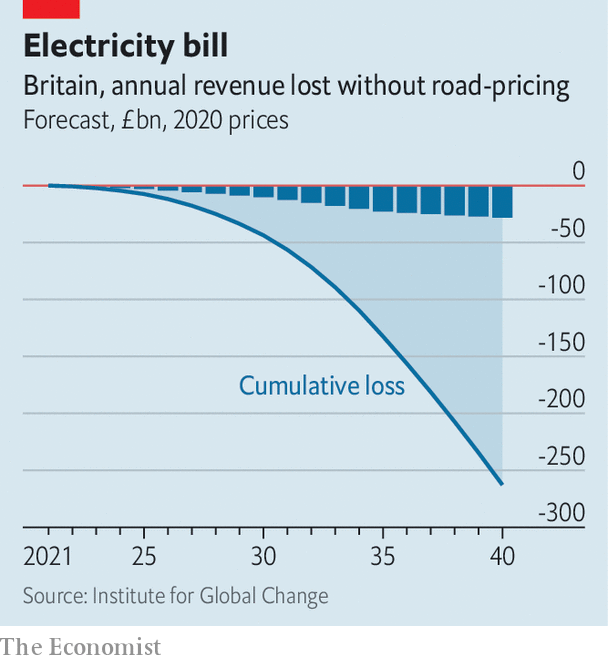 Electricity bill
Britain, annual revenue lost without road-pricing
Forecast, £bn, 2020 prices
0
-50
-100
-150
Cumulative loss
-200
-250
-300
2021 25 30 35 40
Source: Institute for Global Change
The Economist